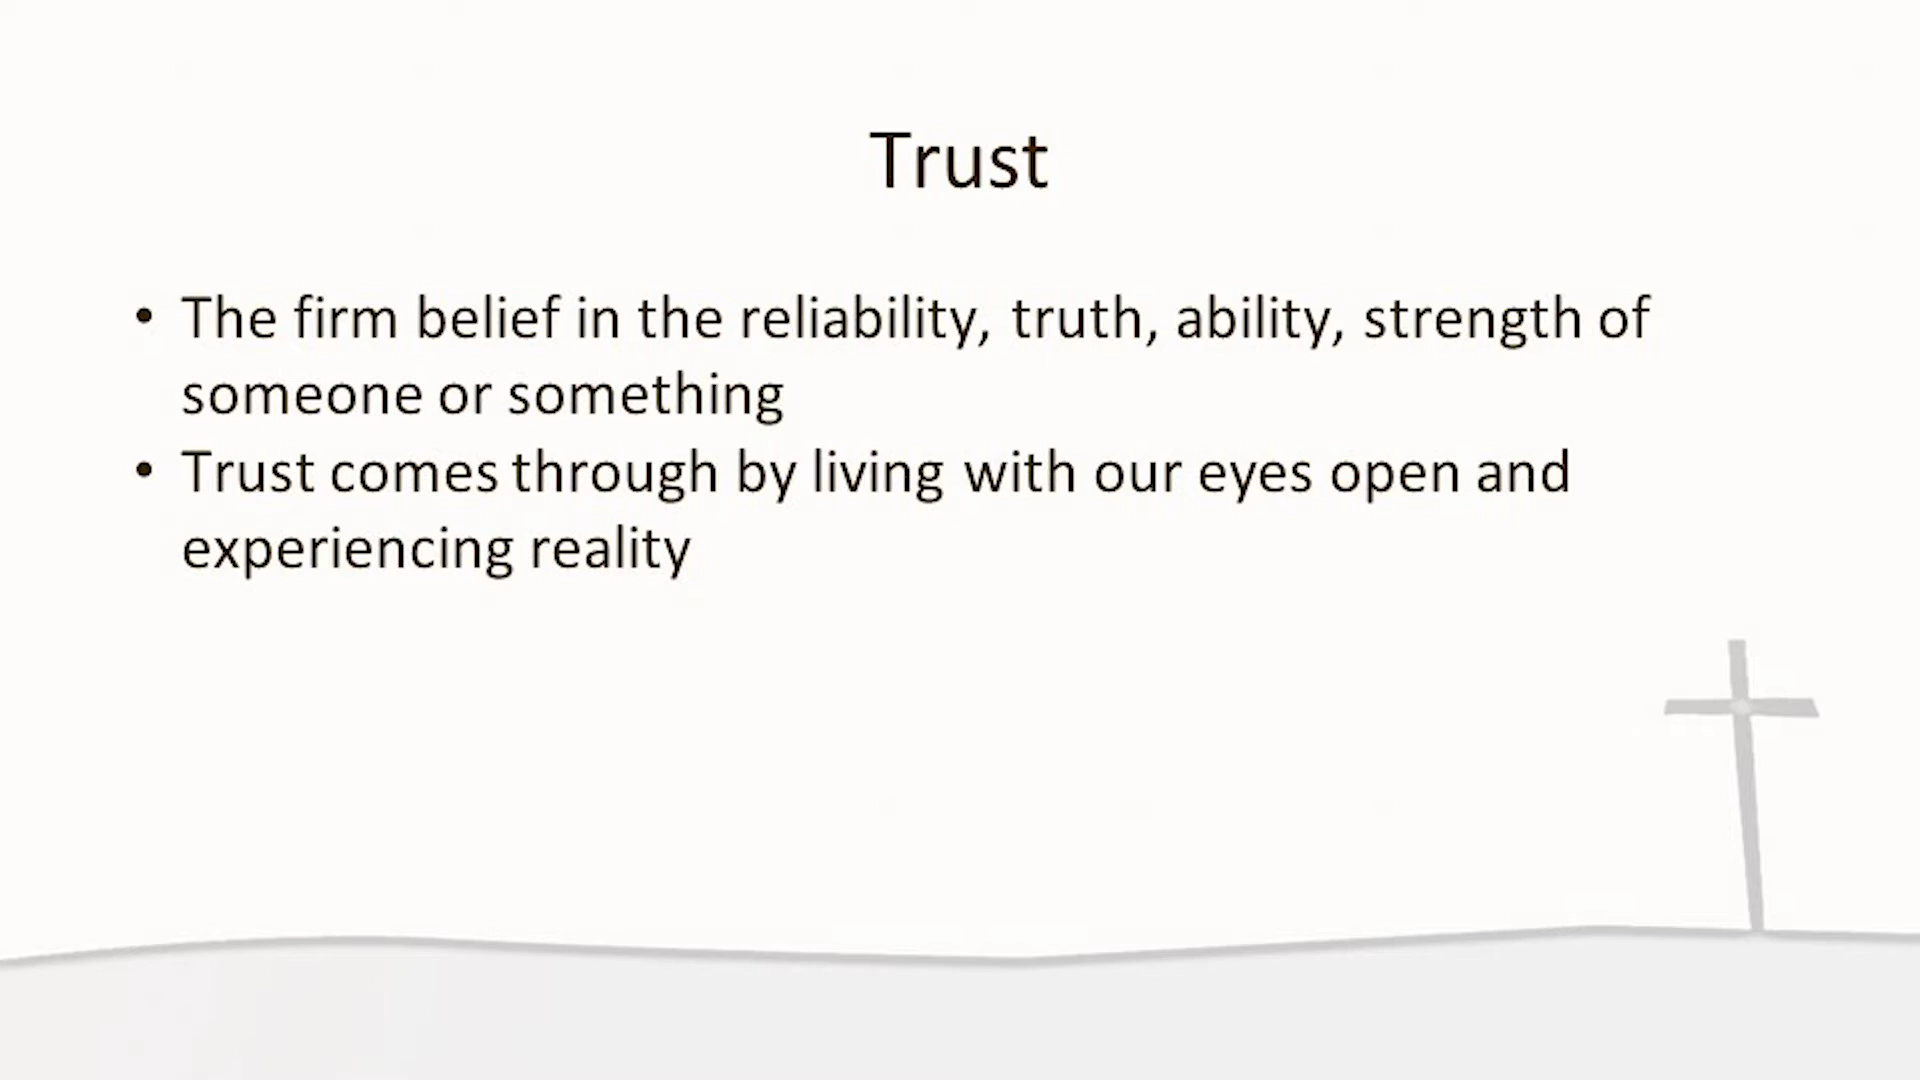 Trust
• The firm belief in the reliability, truth, ability, strength of
someone or something
• Trust comes through by living with our eyes open and
experiencing reality